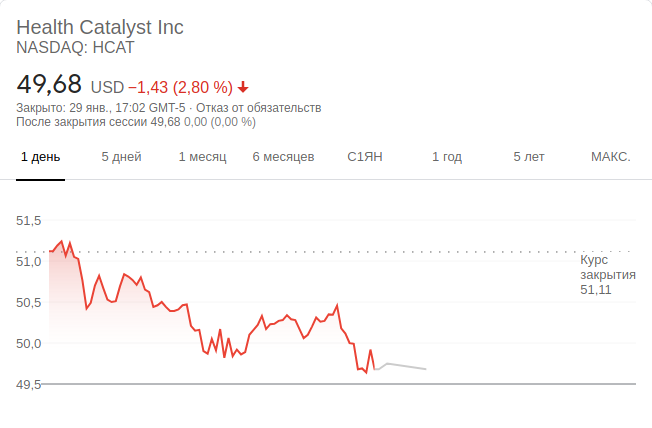 Health Catalyst Inc
NASDAQ: HCAT
49,68 USD −1,43 (2,80 %)
Закрыто: 29 янв., 17:02 GMT-5 · Отказ от обязательств
После закрытия сессии 49,68 0,00 (0,00 %)
1 день 5 дней 1 месяц 6 месяцев С1ЯН 1 год 5 лет МАКС.
51,5
51,0
50,5
50,0
49,5
Курс
закрытия
51,11